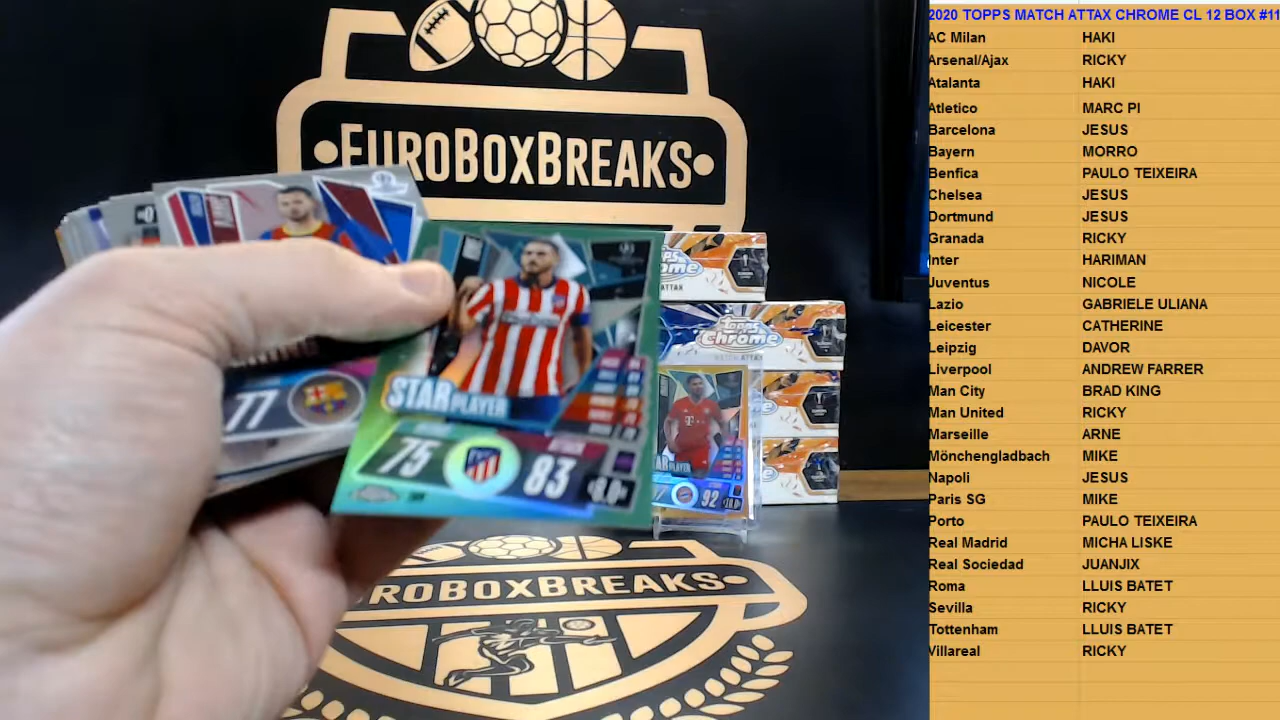 2020 TOPPS MATCH ATTAX CHROME CL 12 BOX #11
AC Milan HAKI
Arsenal/Ajax RICKY
Atalanta HAKI
Atletico MARC PI
Barcelona JESUS
Bayern MORRO
Benfica PAULO TEIXEIRA
Chelsea JESUS
Dortmund JESUS
Granada RICKY
Inter HARIMAN
Juventus NICOLE
Lazio GABRIELE ULIANA
Leicester CATHERINE
Leipzig DAVOR
Liverpool ANDREW FARRER
Man City BRAD KING
Man United RICKY
Marseille ARNE
Mönchengladbach MIKE
Napoli JESUS
Paris SG MIKE
Porto PAULO TEIXEIRA
Real Madrid MICHA LISKE
Real Sociedad JUANJIX
Roma LLUIS BATET
Sevilla RICKY
Tottenham LLUIS BATET
Villareal RICKY
•EUROBOXBREAKS•
Topps
Chrome
STAR PLAYER
75 83
77
92
ROBOXBREAKS•